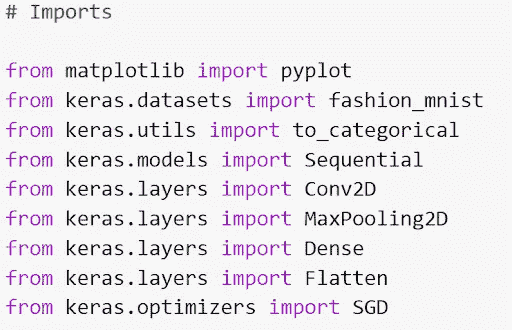 # Imports
from matplotlib import pyplot
from keras.datasets import fashion_mnist
from keras.utils import to_categorical
from keras.models import Sequential
from keras.layers import Conv2D
from keras.layers import MaxPooling2D
from keras.layers import Dense
from keras.layers import Flatten
from keras.optimizers import SGD